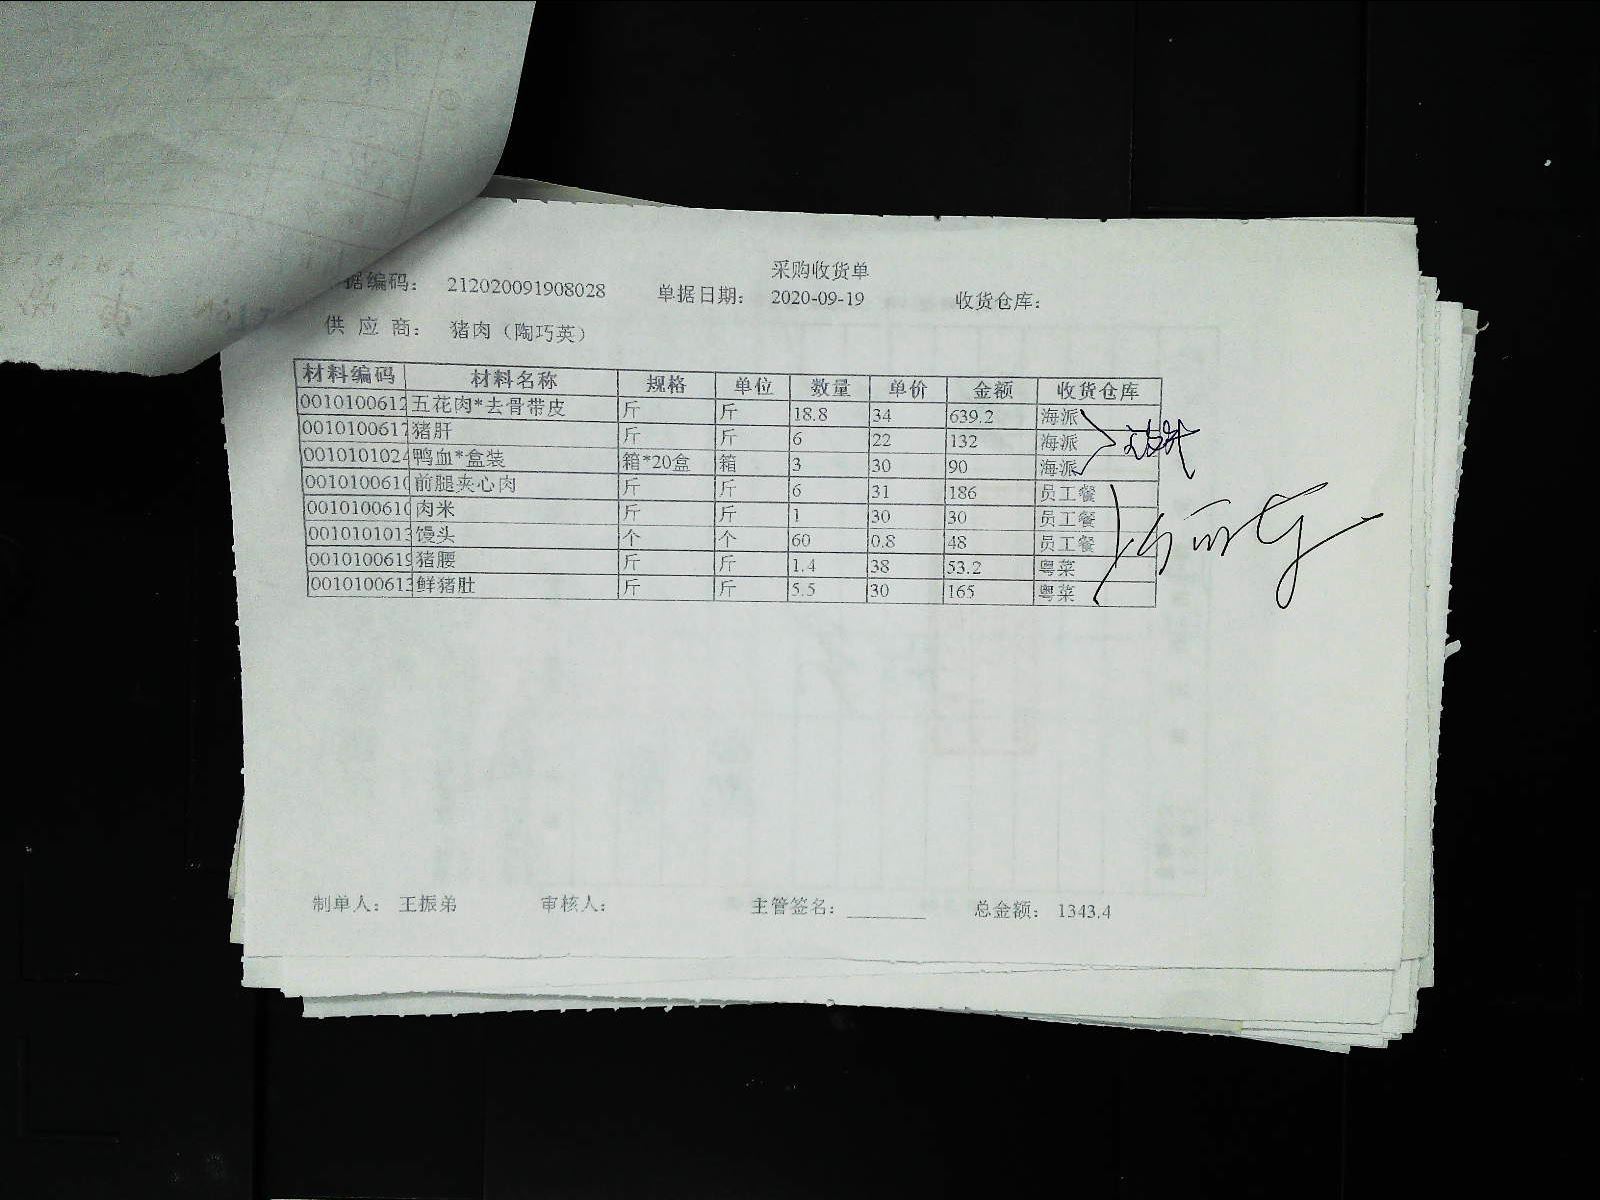 采购收货单
据编码: 212020091908028 单据日期: 2020-09-19 收货仓库:
供 应 商: 猪肉（陶巧英）
材料编码 材料名称 规格 单位 数量 单价 金额 收货仓库
0010100612 五花肉*去骨带皮 斤 斤 18.8 34 639.2 海派
0010100617 猪肝 斤 斤 6 22 132 海派
0010101024 鸭血*盒装 箱*20盒 箱 3 30 90 海派
0010100610 前腿夹心肉 斤 斤 6 31 186 员工餐
0010100610 肉米 斤 斤 1 30 30 员工餐
0010101013 馒头 个 个 60 0.8 48 员工餐
0010100619 猪腰 斤 斤 1.4 38 53.2 粤菜
0010100613 鲜猪肚 斤 斤 5.5 30 165 粤菜
制单人: 王振弟 审核人: 主管签名: ________ 总金额: 1343.4